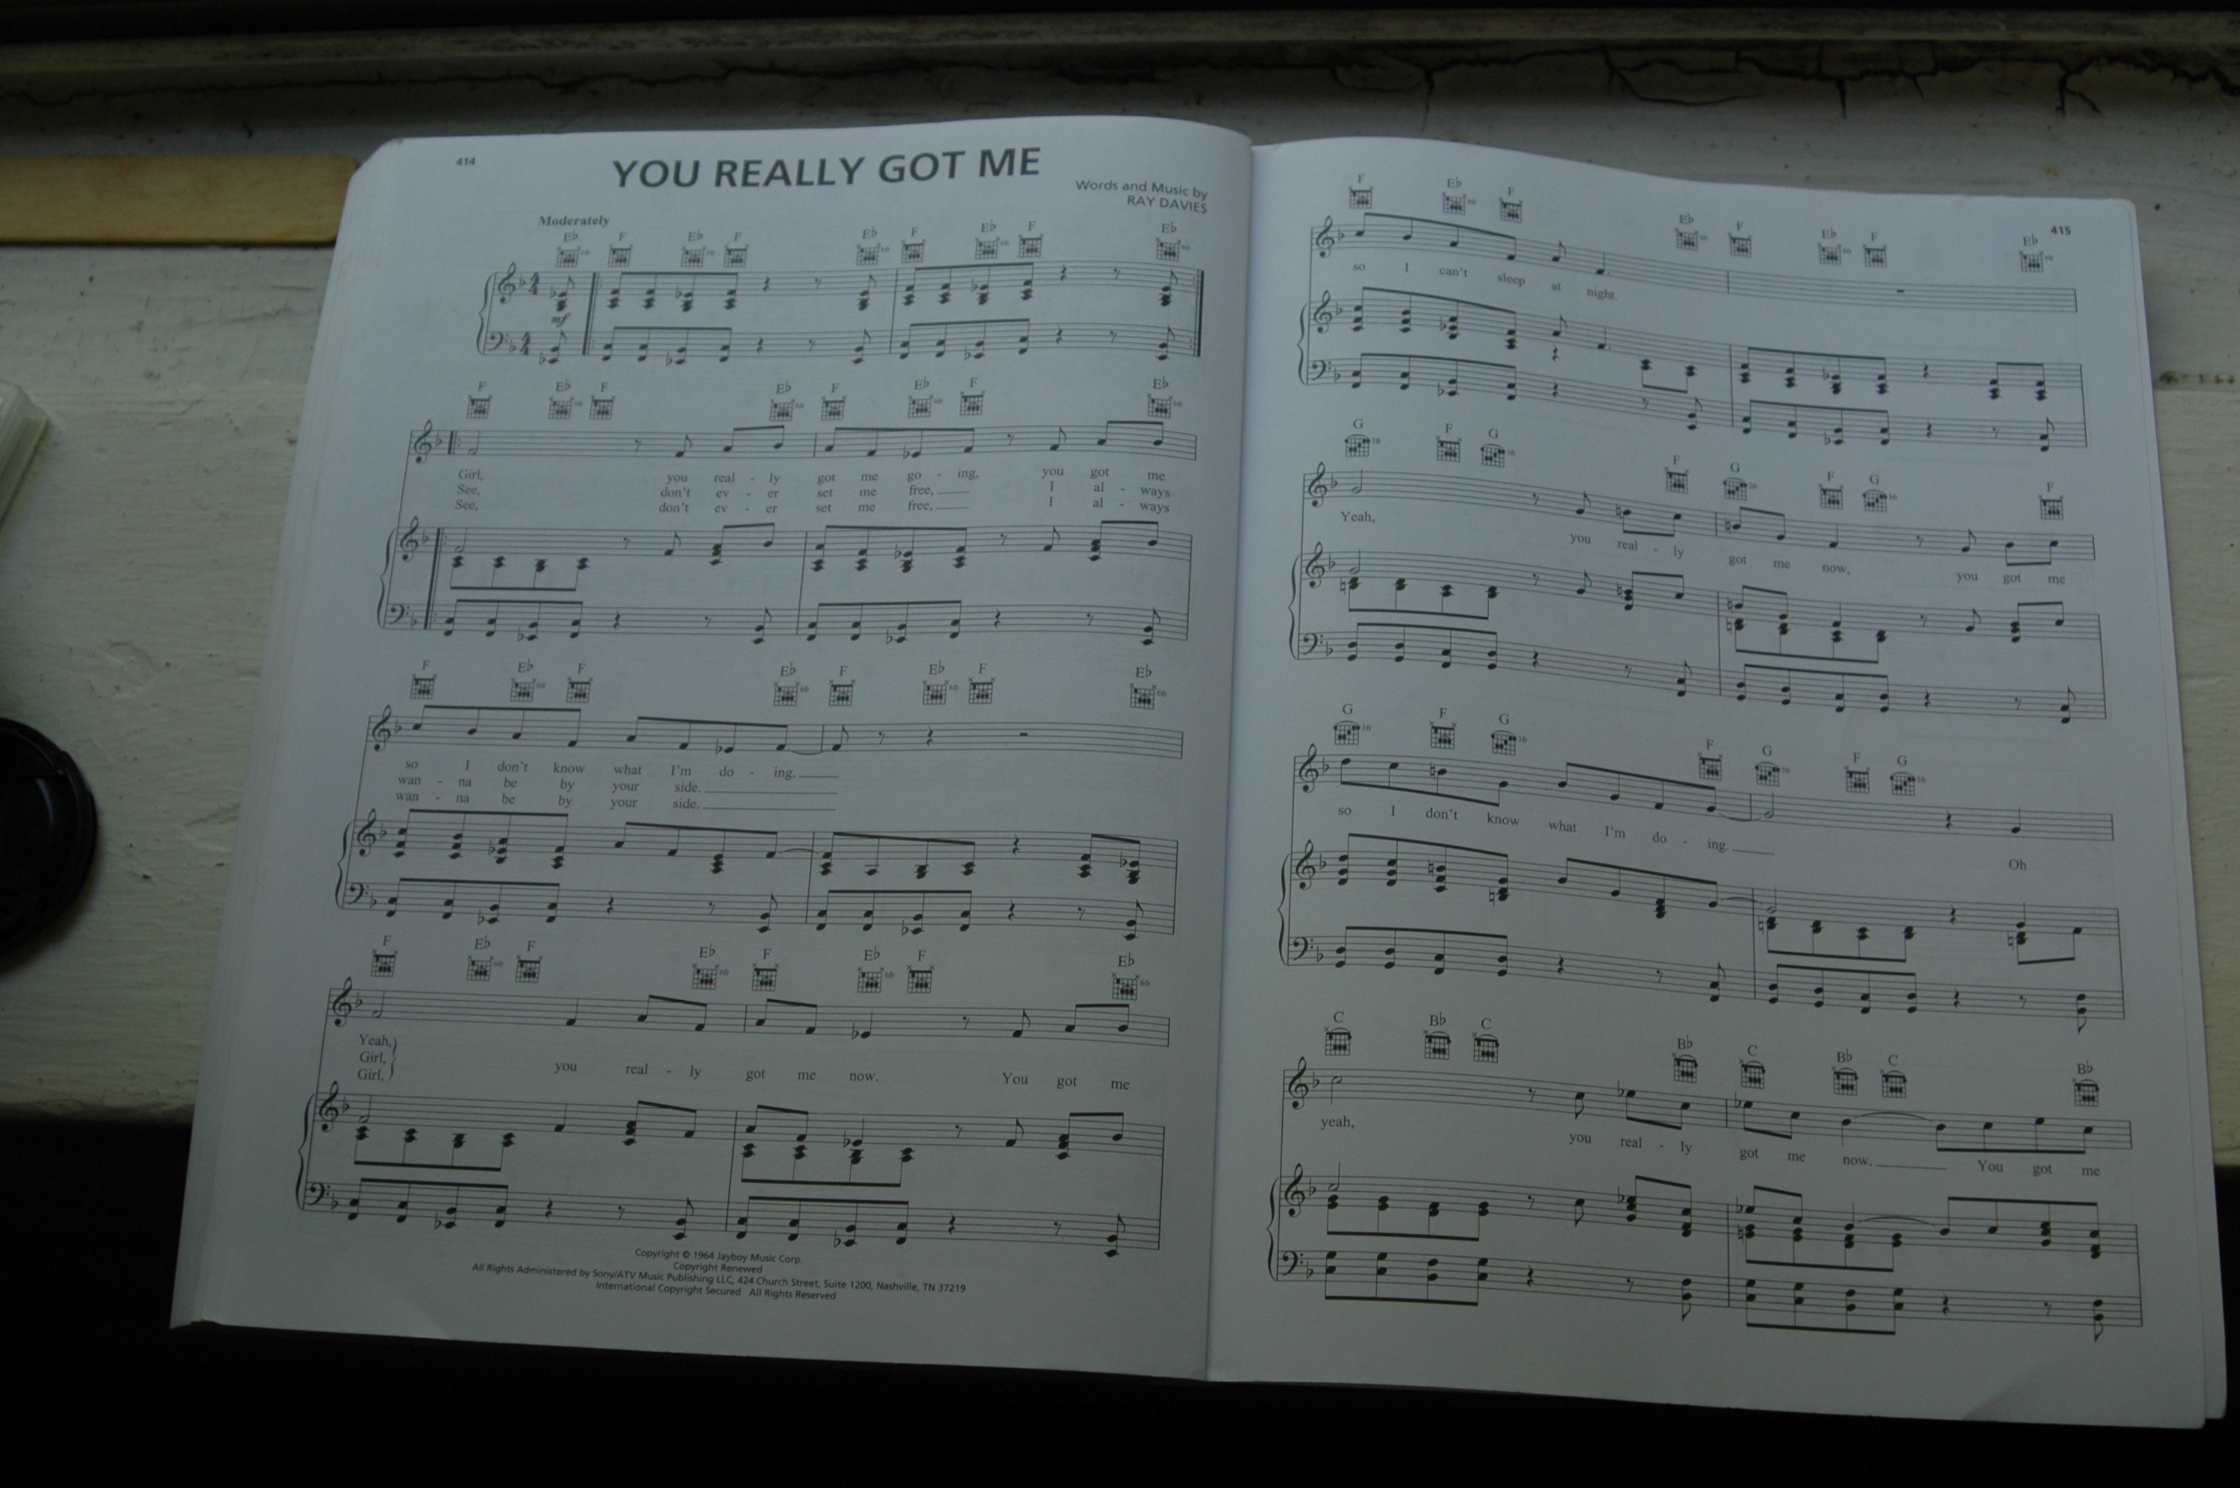 414
YOU REALLY GOT ME
Words and Music by
RAY DAVIES
Moderately
E♭ F E♭ F E♭ F E♭ F E♭
mf
F E♭ F E♭ F E♭ F E♭
Girl, you real - ly got me go - ing, you got me
See, don't ev - er set me free, I al - ways
See, don't ev - er set me free, I al - ways
F E♭ F E♭ F E♭ F E♭
so I don't know what I'm do - ing.
wan - na be by your side.
wan - na be by your side.
F E♭ F E♭ F E♭ F E♭
Yeah,
Girl, you real - ly got me now. You got me
Girl,
Copyright © 1964 Jayboy Music Corp.
Copyright Renewed
All Rights Administered by Sony/ATV Music Publishing LLC, 424 Church Street, Suite 1200, Nashville, TN 37219
International Copyright Secured All Rights Reserved
415
F E♭ F E♭ F E♭ F E♭
so I can't sleep at night.
G F G F G F G F
Yeah, you real - ly got me now, you got me
G F G F G F G
so I don't know what I'm do - ing. Oh
C B♭ C B♭ C B♭ C B♭
yeah, you real - ly got me now. You got me